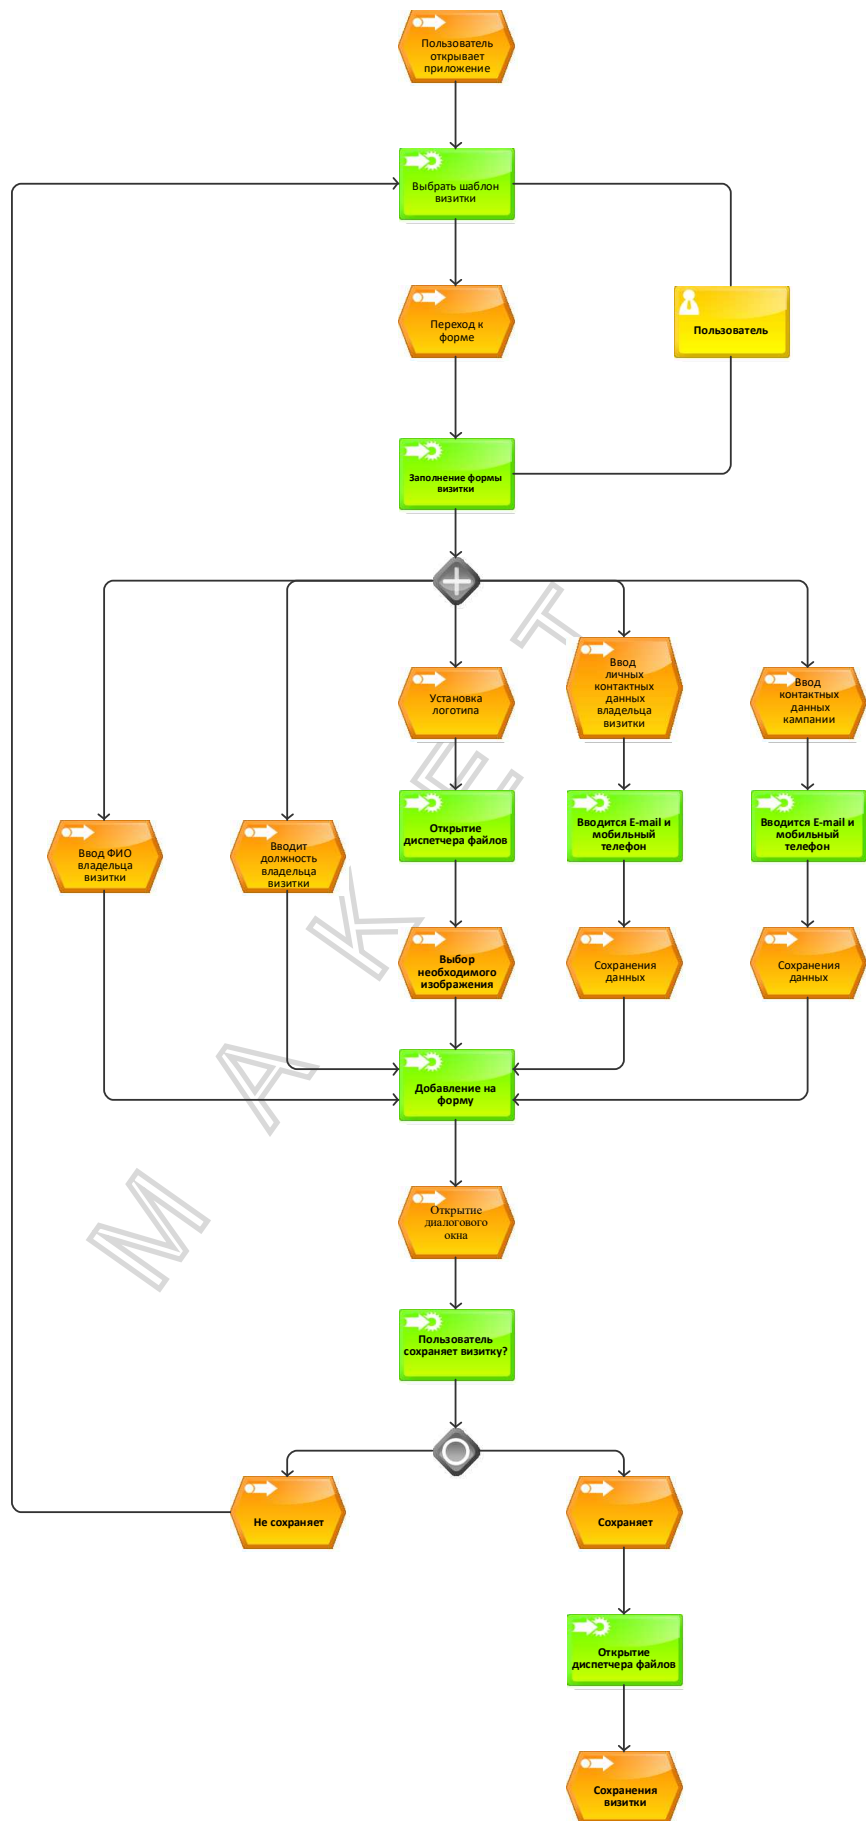 Пользователь
открывает
приложение
Выбрать шаблон
визитки
Переход к
форме
Пользователь
Заполнение формы
визитки
Ввод
личных
контактных
данных
владельца
визитки
Установка
логотипа
Ввод
контактных
данных
кампании
Ввод ФИО
владельца
визитки
Вводит
должность
владельца
визитки
Открытие
диспетчера файлов
Вводится E-mail и
мобильный
телефон
Вводится E-mail и
мобильный
телефон
Выбор
необходимого
изображения
Сохранения
данных
Сохранения
данных
Добавление на
форму
Открытие
диалогового
окна
Пользователь
сохраняет визитку?
Не сохраняет
Сохраняет
Открытие
диспетчера файлов
Сохранения
визитки
МАКЕТ